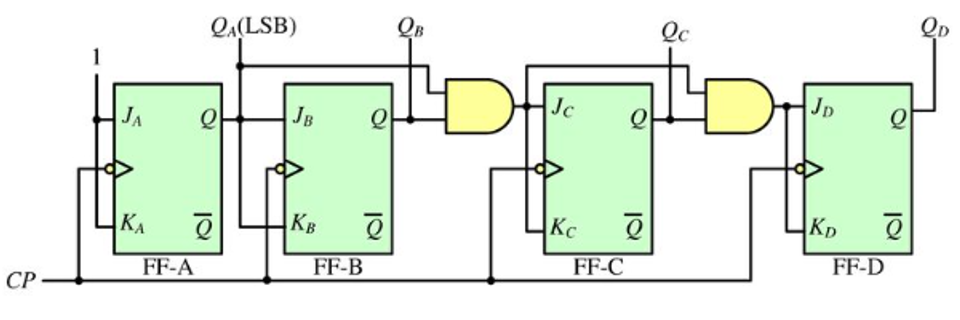 Q_A(LSB) Q_B Q_C Q_D
1
J_A Q J_B Q J_C Q J_D Q
K_A Q̅ K_B Q̅ K_C Q̅ K_D Q̅
FF-A FF-B FF-C FF-D
CP